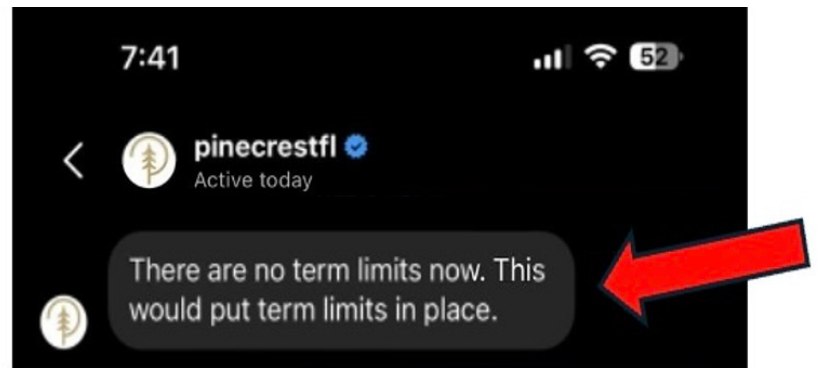 7:41
52
pinecrestfl
Active today
There are no term limits now. This
would put term limits in place.